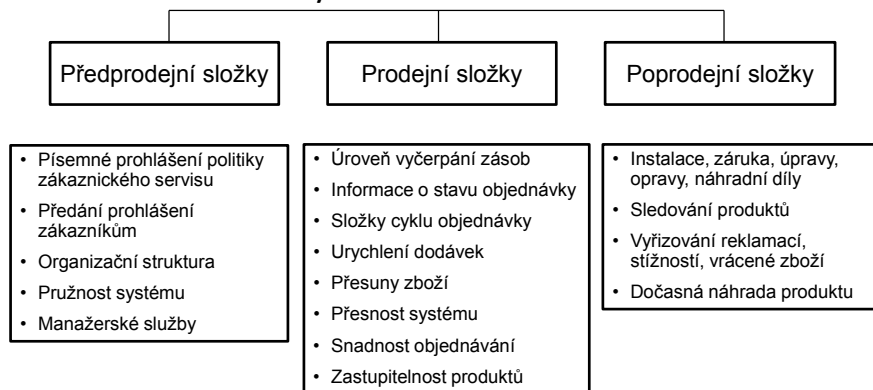 Předprodejní složky
Prodejní složky
Poprodejní složky
• Písemné prohlášení politiky
zákaznického servisu
• Předání prohlášení
zákazníkům
• Organizační struktura
• Pružnost systému
• Manažerské služby
• Úroveň vyčerpání zásob
• Informace o stavu objednávky
• Složky cyklu objednávky
• Urychlení dodávek
• Přesuny zboží
• Přesnost systému
• Snadnost objednávání
• Zastupitelnost produktů
• Instalace, záruka, úpravy,
opravy, náhradní díly
• Sledování produktů
• Vyřizování reklamací,
stížností, vrácené zboží
• Dočasná náhrada produktu